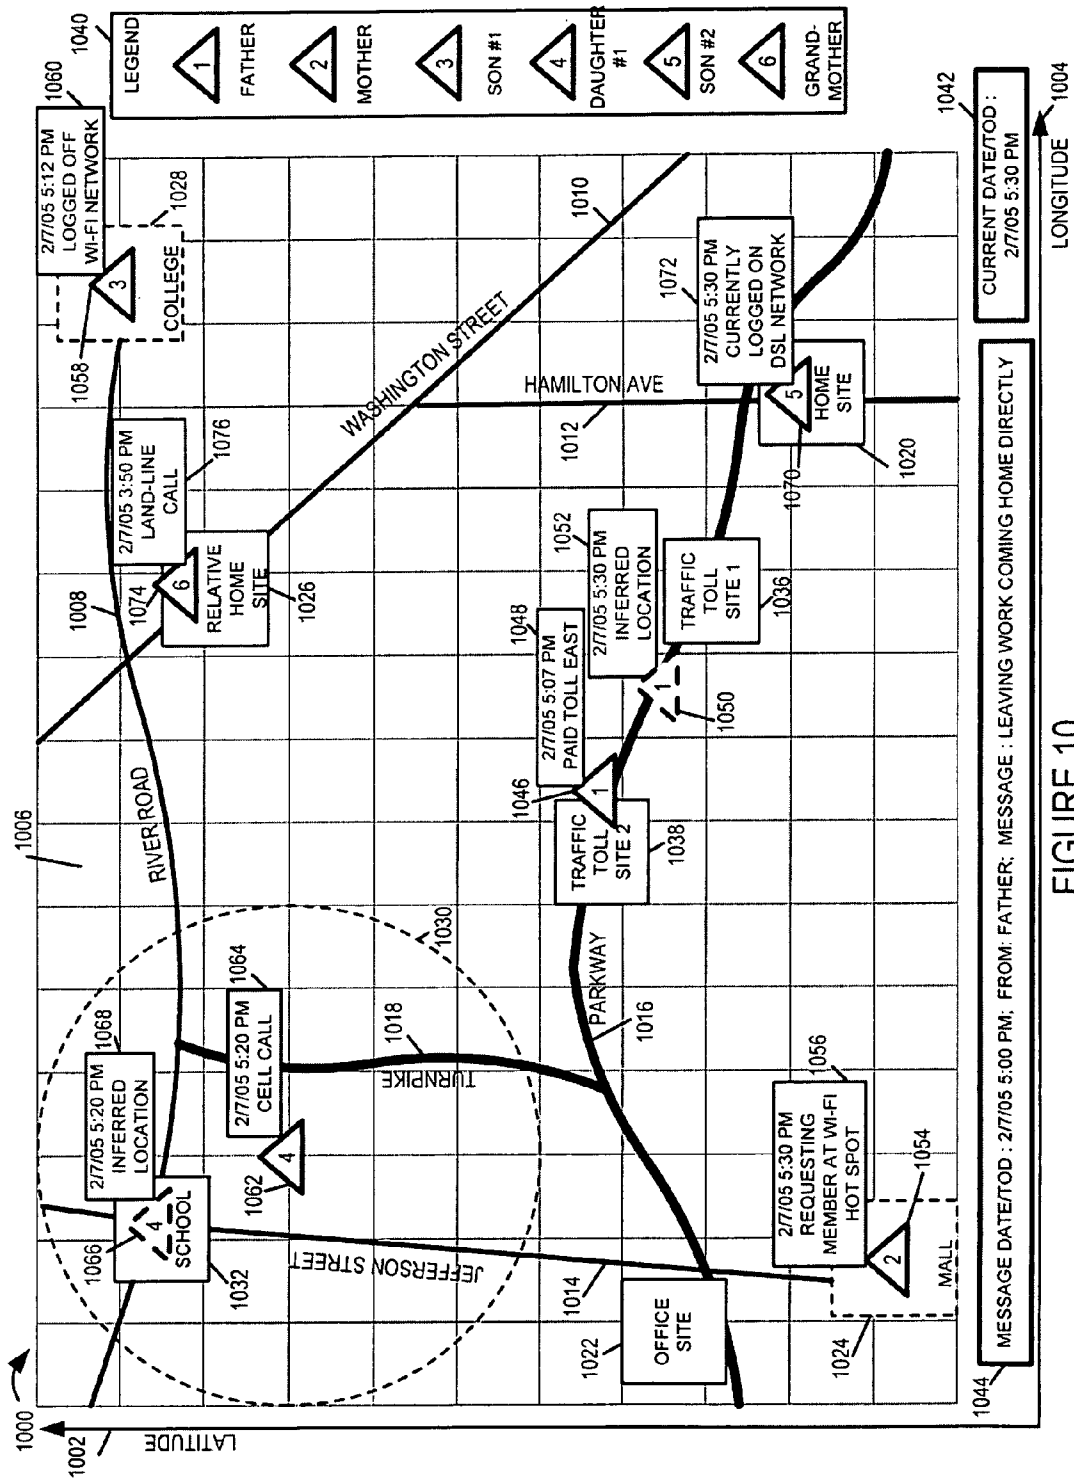 1000
1002
LATITUDE
1040
LEGEND
1
FATHER
2
MOTHER
3
SON #1
4
DAUGHTER
#1
5
SON #2
6
GRAND-
MOTHER
1060
2/7/05 5:12 PM
LOGGED OFF
WI-FI NETWORK
1028
3
COLLEGE
1058
1006
RIVER ROAD
1008
2/7/05 3:50 PM
LAND-LINE
CALL
1076
1074
6
RELATIVE
HOME
SITE
1026
WASHINGTON STREET
1010
1068
2/7/05 5:20 PM
INFERRED
LOCATION
1066
4
SCHOOL
1032
1030
1064
2/7/05 5:20 PM
CELL CALL
4
1062
1018
TURNPIKE
JEFFERSON STREET
1014
PARKWAY
1016
1022
OFFICE
SITE
1048
2/7/05 5:07 PM
PAID TOLL EAST
1046
1
TRAFFIC
TOLL
SITE 2
1038
1052
2/7/05 5:30 PM
INFERRED
LOCATION
1
1050
TRAFFIC
TOLL
SITE 1
1036
HAMILTON AVE
1012
1072
2/7/05 5:30 PM
CURRENTLY
LOGGED ON
DSL NETWORK
5
HOME
SITE
1070
1020
1056
2/7/05 5:30 PM
REQUESTING
MEMBER AT WI-FI
HOT SPOT
1054
2
MALL
1024
1044
MESSAGE DATE/TOD : 2/7/05 5:00 PM; FROM: FATHER; MESSAGE : LEAVING WORK COMING HOME DIRECTLY
CURRENT DATE/TOD :
2/7/05 5:30 PM
1042
1004
LONGITUDE
FIGURE 10